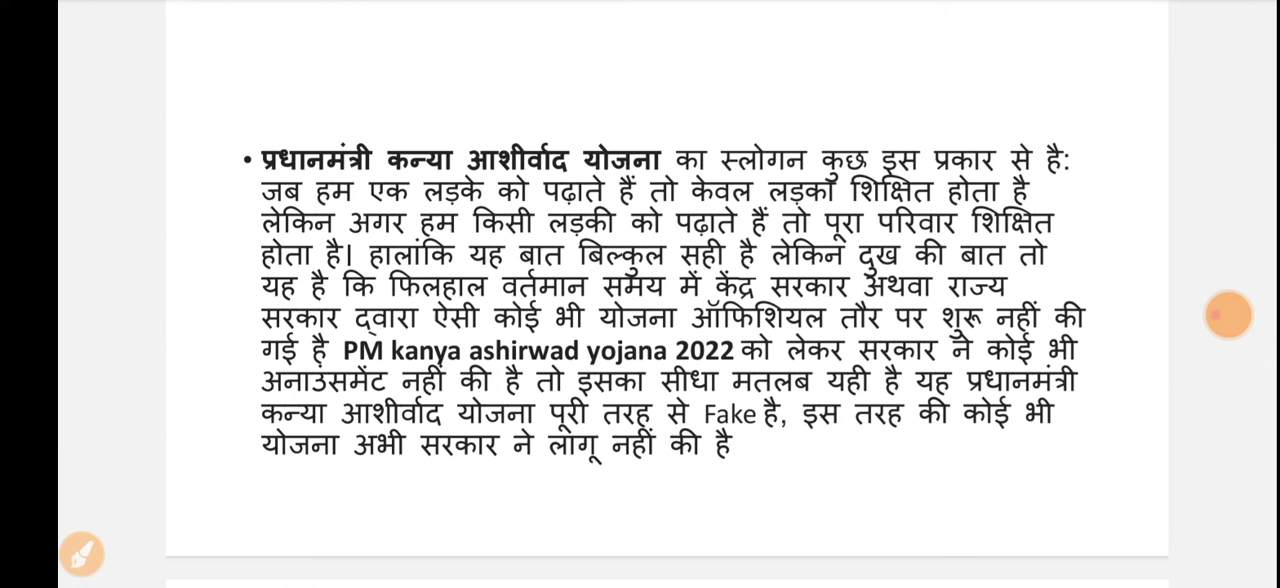 • प्रधानमंत्री कन्या आशीर्वाद योजना का स्लोगन कुछ इस प्रकार से है:
जब हम एक लड़के को पढ़ाते हैं तो केवल लड़का शिक्षित होता है
लेकिन अगर हम किसी लड़की को पढ़ाते हैं तो पूरा परिवार शिक्षित
होता है। हालांकि यह बात बिल्कुल सही है लेकिन दुख की बात तो
यह है कि फिलहाल वर्तमान समय में केंद्र सरकार अथवा राज्य
सरकार द्वारा ऐसी कोई भी योजना ऑफिशियल तौर पर शुरू नहीं की
गई है PM kanya ashirwad yojana 2022 को लेकर सरकार ने कोई भी
अनाउंसमेंट नहीं की है तो इसका सीधा मतलब यही है यह प्रधानमंत्री
कन्या आशीर्वाद योजना पूरी तरह से Fake है, इस तरह की कोई भी
योजना अभी सरकार ने लागू नहीं की है